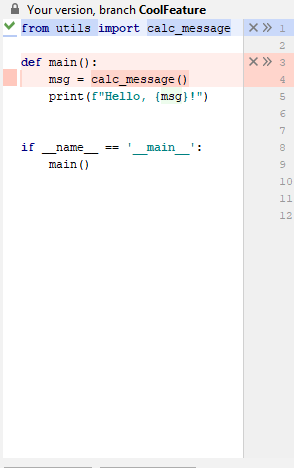 Your version, branch CoolFeature
from utils import calc_message 1
2
def main(): 3
msg = calc_message() 4
print(f"Hello, {msg}!") 5
6
7
if __name__ == '__main__': 8
main() 9
10
11
12